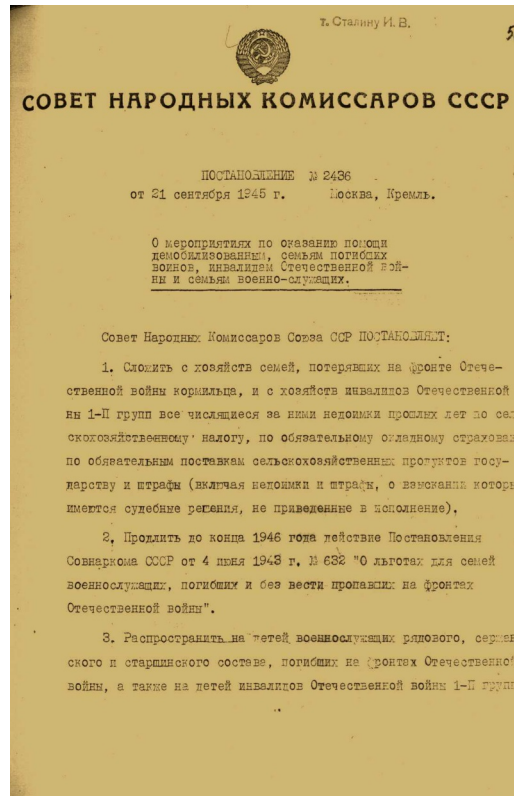 т. Сталину И. В.
5
СОВЕТ НАРОДНЫХ КОМИССАРОВ СССР
ПОСТАНОВЛЕНИЕ № 2436
от 21 сентября 1945 г. Москва, Кремль.
О мероприятиях по оказанию помощи
демобилизованным, семьям погибших
воинов, инвалидам Отечественной вой-
ны и семьям военно-служащих.
Совет Народных Комиссаров Союза ССР ПОСТАНОВЛЯЕТ:
1. Сложить с хозяйств семей, потерявших на фронте Отече-
ственной войны кормильца, и с хозяйств инвалидов Отечественной
ны 1-П групп все числящиеся за ними недоимки прошлых лет по сел
скохозяйственному налогу, по обязательному окладному страхован
по обязательным поставкам сельскохозяйственных продуктов госу-
дарству и штрафы (включая недоимки и штрафы, о взыскании которы
имеются судебные решения, не приведенные в исполнение).
2. Продлить до конца 1946 года действие Постановления
Совнаркома СССР от 4 июня 1943 г. № 632 "О льготах для семей
военнослужащих, погибших и без вести пропавших на фронтах
Отечественной войны".
3. Распространить на детей военнослужащих рядового, сержан
ского и старшинского состава, погибших на фронтах Отечественной
войны, а также на детей инвалидов Отечественной войны 1-П групп